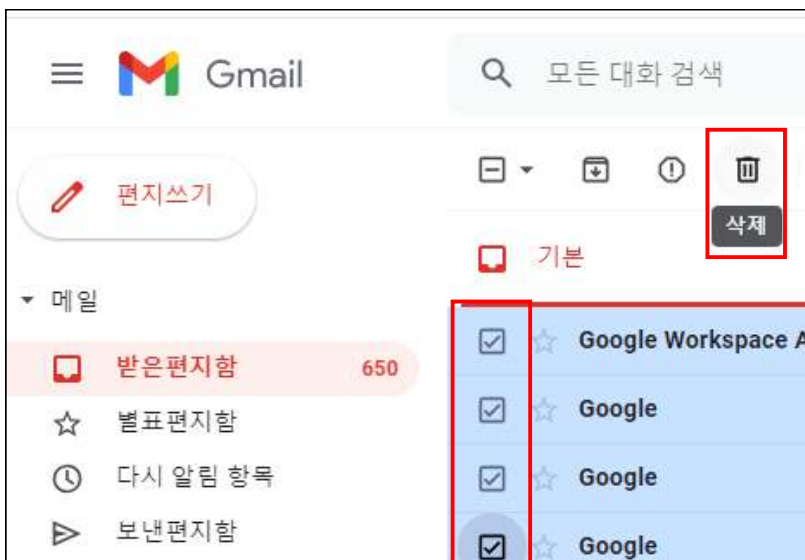 Gmail
모든 대화 검색
편지쓰기
삭제
기본
메일
받은편지함 650
별표편지함
다시 알림 항목
보낸편지함
Google Workspace A
Google
Google
Google